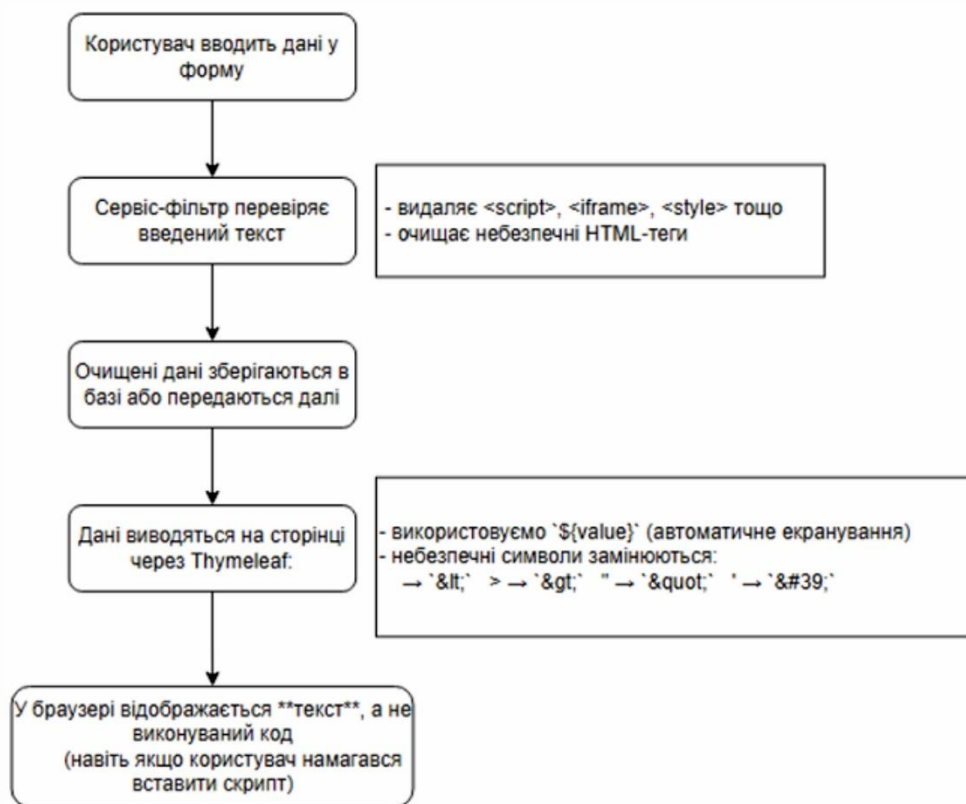 Користувач вводить дані у
форму
Сервіс-фільтр перевіряє
введений текст
- видаляє <script>, <iframe>, <style> тощо
- очищає небезпечні HTML-теги
Очищені дані зберігаються в
базі або передаються далі
Дані виводяться на сторінці
через Thymeleaf:
- використовуємо `${value}` (автоматичне екранування)
- небезпечні символи замінюються:
→ `&lt;` > → `&gt;` " → `&quot;` ' → `&#39;`
У браузері відображається **текст**, а не
виконуваний код
(навіть якщо користувач намагався
вставити скрипт)